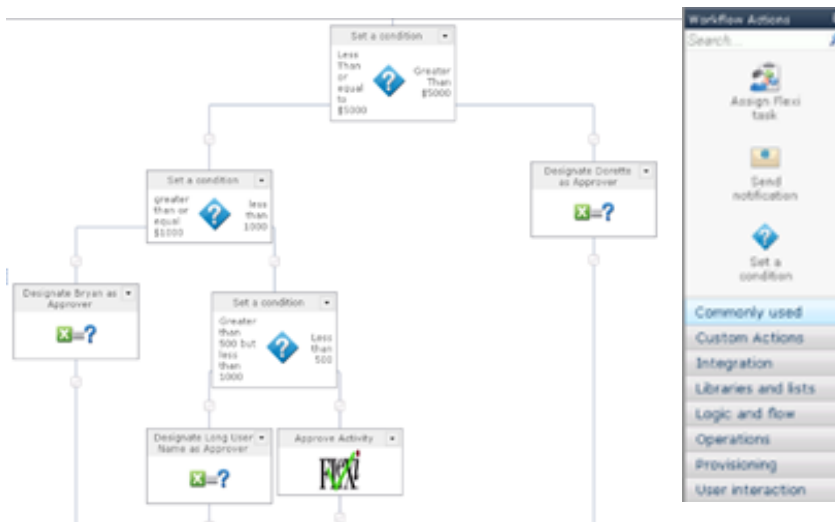 Set a condition
Less
Than
or
equal
to
$5000
Greater
Than
$5000
Set a condition
greater
than or
equal
$1000
less
than
1000
Designate Dorette
as Approver
=?
Designate Bryan as
Approver
=?
Set a condition
Greater
than
500 but
less
than
1000
Less
than
500
Designate Long User
Name as Approver
=?
Approve Activity
Flexi
Workflow Actions
Search...
Assign Flexi
task
Send
notification
Set a
condition
Commonly used
Custom Actions
Integration
Libraries and lists
Logic and flow
Operations
Provisioning
User interaction